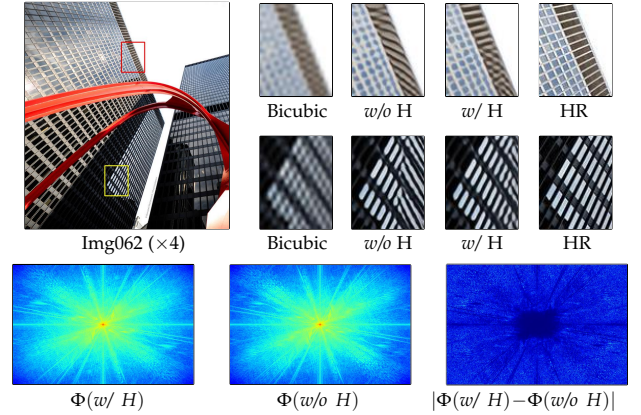 Bicubic w/o H w/ H HR
Bicubic w/o H w/ H HR
Img062 (×4)
Φ(w/ H) Φ(w/o H) |Φ(w/ H)−Φ(w/o H)|